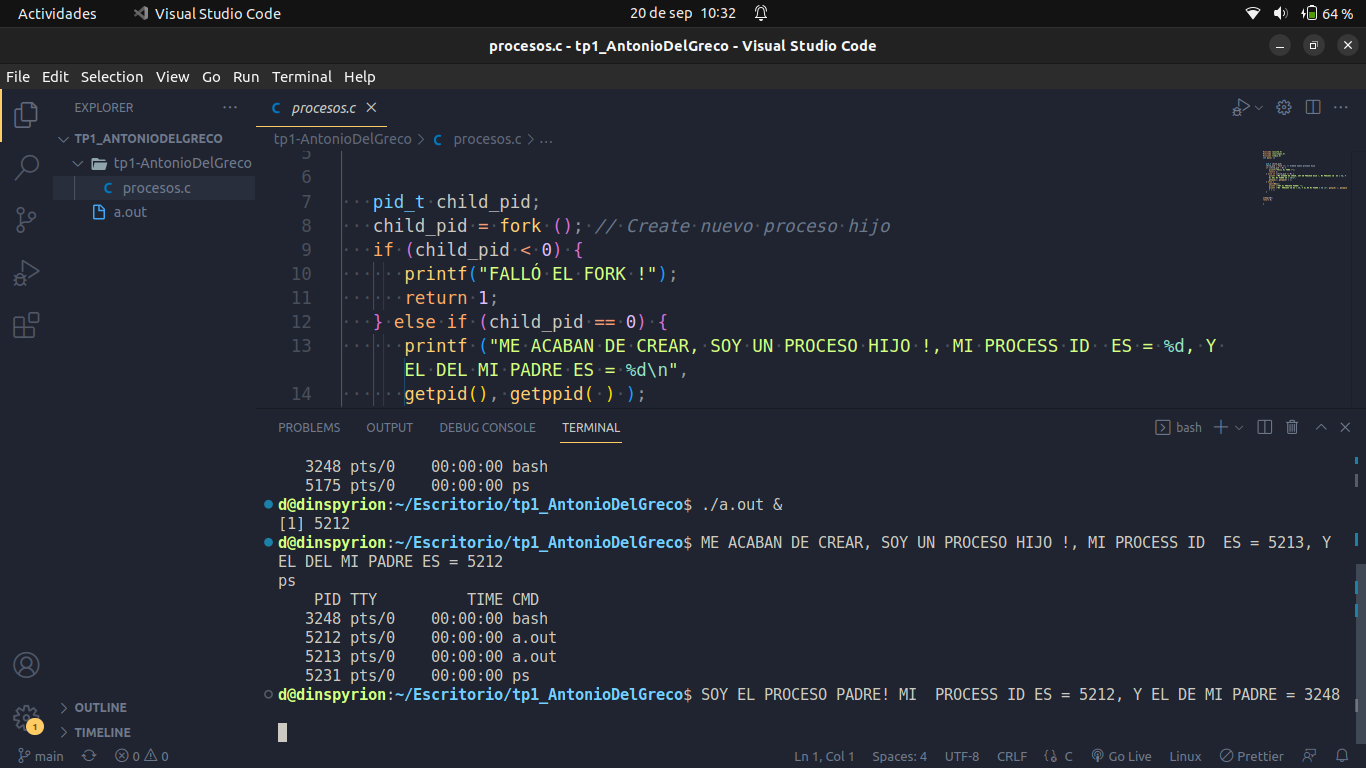 Actividades Visual Studio Code 20 de sep 10:32 64 %
procesos.c - tp1_AntonioDelGreco - Visual Studio Code
File Edit Selection View Go Run Terminal Help
EXPLORER
TP1_ANTONIODELGRECO
tp1-AntonioDelGreco
procesos.c
a.out
OUTLINE
TIMELINE
procesos.c
tp1-AntonioDelGreco > C procesos.c > ...
5
6
7 pid_t child_pid;
8 child_pid = fork (); // Create nuevo proceso hijo
9 if (child_pid < 0) {
10 printf("FALLÓ EL FORK !");
11 return 1;
12 } else if (child_pid == 0) {
13 printf ("ME ACABAN DE CREAR, SOY UN PROCESO HIJO !, MI PROCESS ID  ES = %d, Y
EL DEL MI PADRE ES = %d\n",
14 getpid(), getppid( ) );
PROBLEMS OUTPUT DEBUG CONSOLE TERMINAL bash
3248 pts/0    00:00:00 bash
5175 pts/0    00:00:00 ps
d@dinspyrion:~/Escritorio/tp1_AntonioDelGreco$ ./a.out &
[1] 5212
d@dinspyrion:~/Escritorio/tp1_AntonioDelGreco$ ME ACABAN DE CREAR, SOY UN PROCESO HIJO !, MI PROCESS ID  ES = 5213, Y
EL DEL MI PADRE ES = 5212
ps
PID TTY          TIME CMD
3248 pts/0    00:00:00 bash
5212 pts/0    00:00:00 a.out
5213 pts/0    00:00:00 a.out
5231 pts/0    00:00:00 ps
d@dinspyrion:~/Escritorio/tp1_AntonioDelGreco$ SOY EL PROCESO PADRE! MI  PROCESS ID ES = 5212, Y EL DE MI PADRE = 3248
1
main 0 0 Ln 1, Col 1 Spaces: 4 UTF-8 CRLF C Go Live Linux Prettier